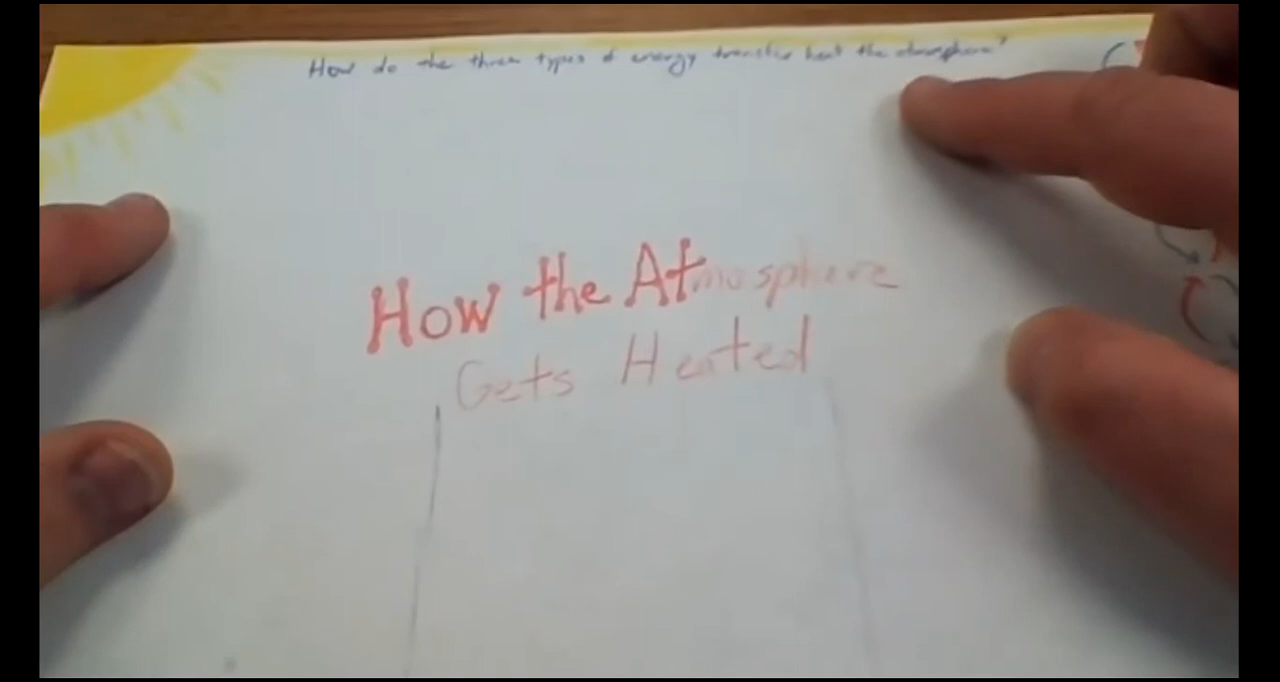 How do the three types of energy transfer heat the atmosphere?
How the Atmosphere
Gets Heated